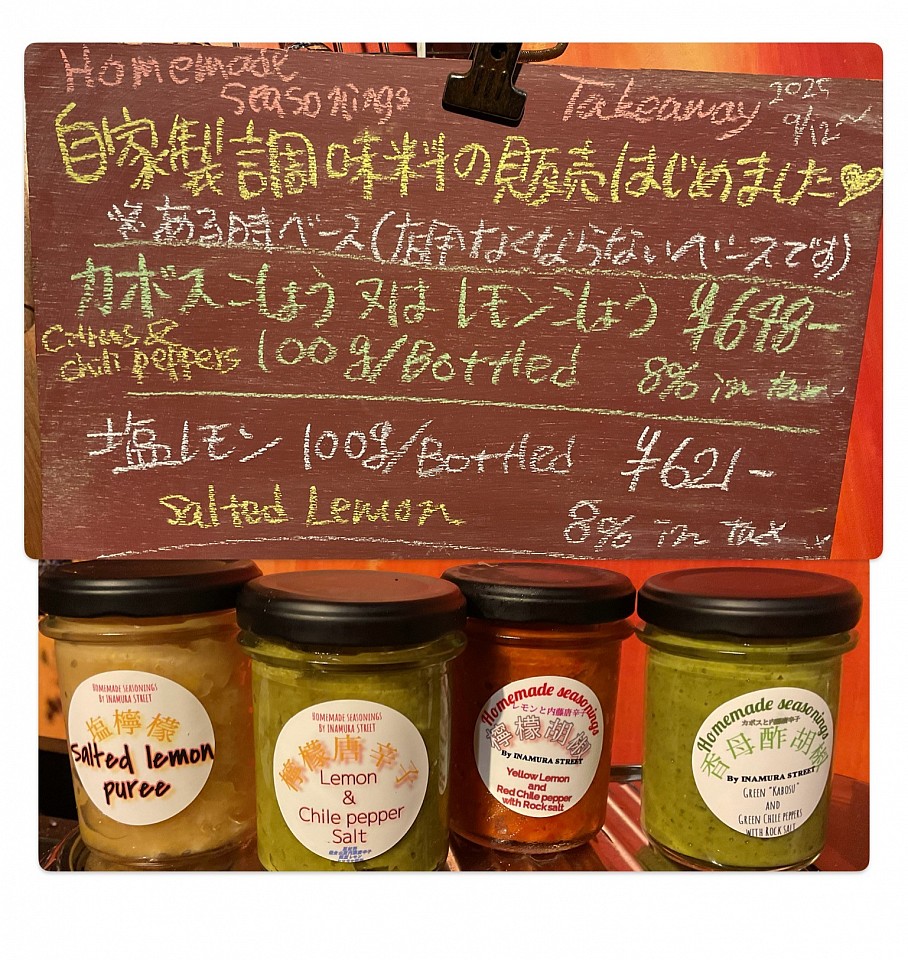 Homemade
seasonings
Takeaway
2025
9/12~
自家製調味料の販売はじめました♡
※ある時ベース(な時なくならないベースです)
カボスこしょう 又は レモンこしょう ¥648-
Citrus &
chili peppers 100g/Bottled 8% in tax
塩レモン 100g/Bottled ¥621-
Salted Lemon 8% in tax
HOMEMADE SEASONINGS
BY INAMURA STREET
塩檸檬
salted lemon
puree
HOMEMADE SEASONINGS
BY INAMURA STREET
檸檬唐辛子
Lemon
&
Chile pepper
Salt
Homemade seasonings
レモンと内藤唐辛子
檸檬胡椒
By INAMURA STREET
Yellow Lemon
and
Red Chile pepper
with Rock salt
Homemade seasonings
カボスと内藤唐辛子
香母酢胡椒
By INAMURA STREET
GREEN "KABOSU"
AND
GREEN CHILE PEPPERS
WITH ROCK SALT